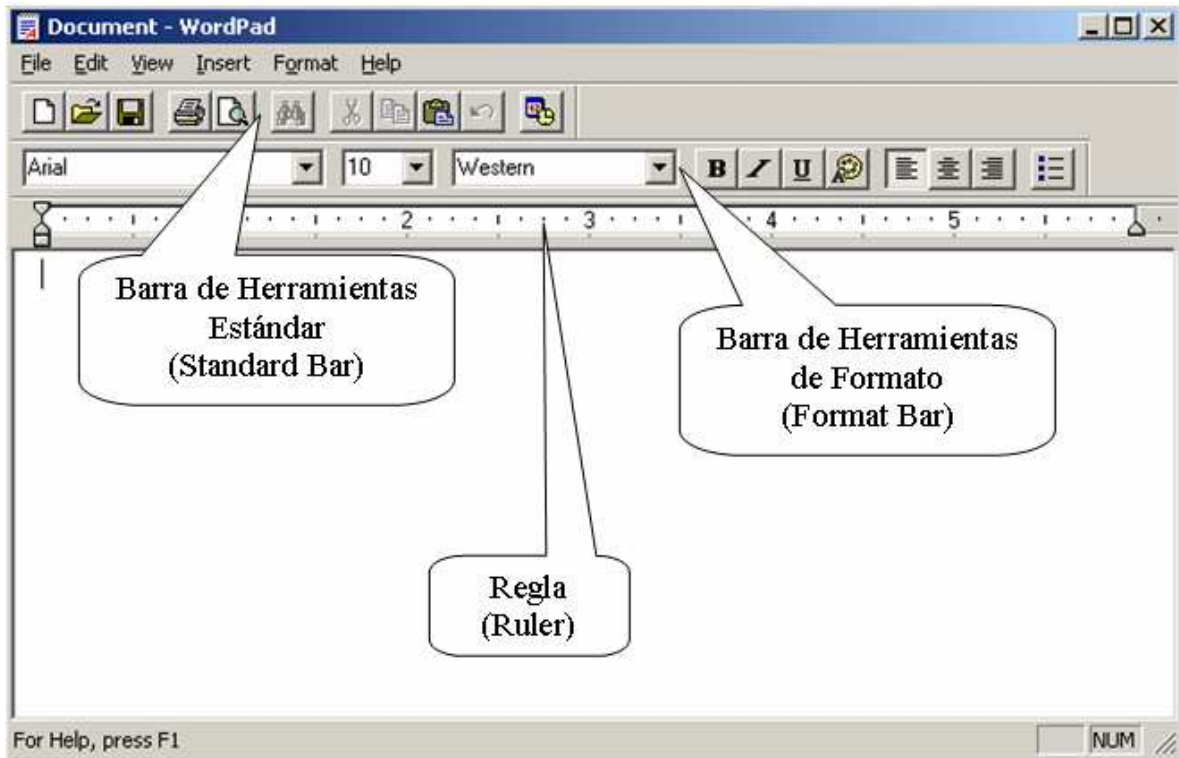 Document - WordPad
File Edit View Insert Format Help
Arial 10 Western B I U A
2 3 4 5
Barra de Herramientas
Estándar
(Standard Bar)
Barra de Herramientas
de Formato
(Format Bar)
Regla
(Ruler)
For Help, press F1 NUM